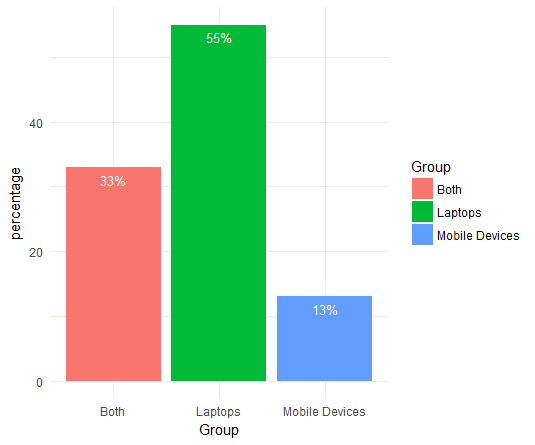 55%
40
33%
20
13%
0
percentage
Both
Laptops
Mobile Devices
Group
Group
Both
Laptops
Mobile Devices